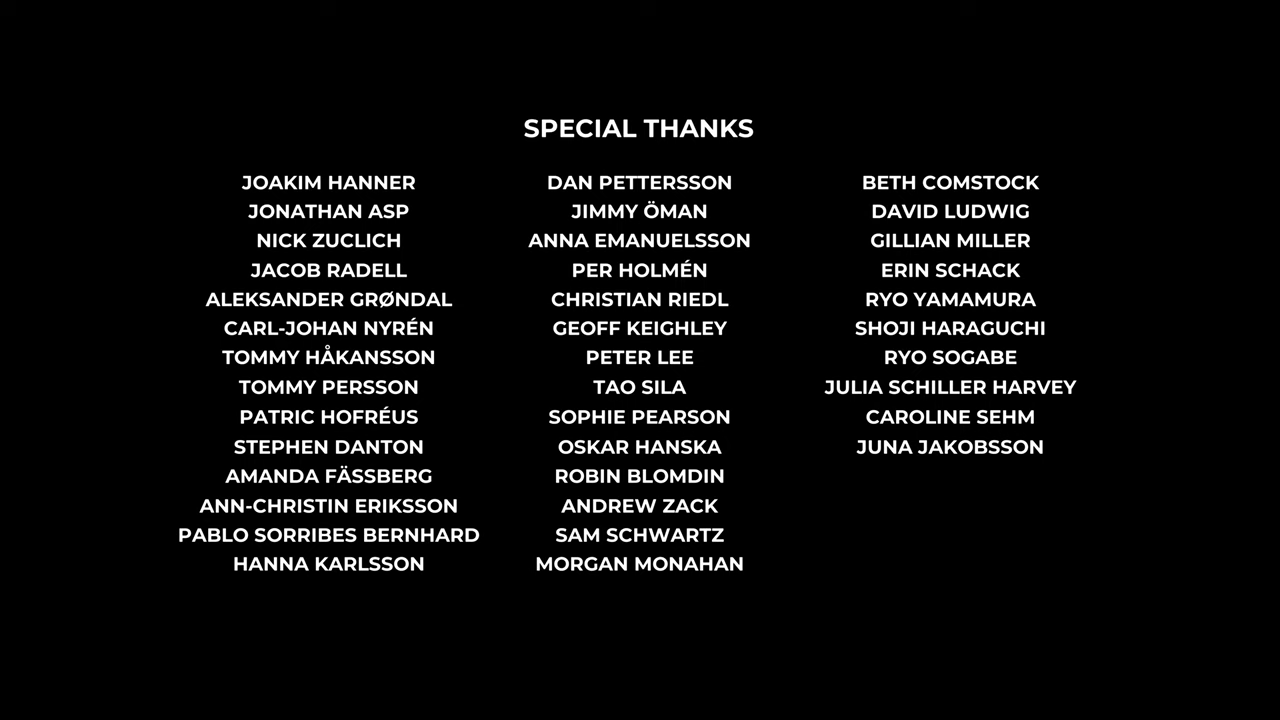 SPECIAL THANKS
JOAKIM HANNER
JONATHAN ASP
NICK ZUCLICH
JACOB RADELL
ALEKSANDER GRØNDAL
CARL-JOHAN NYRÉN
TOMMY HÅKANSSON
TOMMY PERSSON
PATRIC HOFRÉUS
STEPHEN DANTON
AMANDA FÄSSBERG
ANN-CHRISTIN ERIKSSON
PABLO SORRIBES BERNHARD
HANNA KARLSSON
DAN PETTERSSON
JIMMY ÖMAN
ANNA EMANUELSSON
PER HOLMÉN
CHRISTIAN RIEDL
GEOFF KEIGHLEY
PETER LEE
TAO SILA
SOPHIE PEARSON
OSKAR HANSKA
ROBIN BLOMDIN
ANDREW ZACK
SAM SCHWARTZ
MORGAN MONAHAN
BETH COMSTOCK
DAVID LUDWIG
GILLIAN MILLER
ERIN SCHACK
RYO YAMAMURA
SHOJI HARAGUCHI
RYO SOGABE
JULIA SCHILLER HARVEY
CAROLINE SEHM
JUNA JAKOBSSON